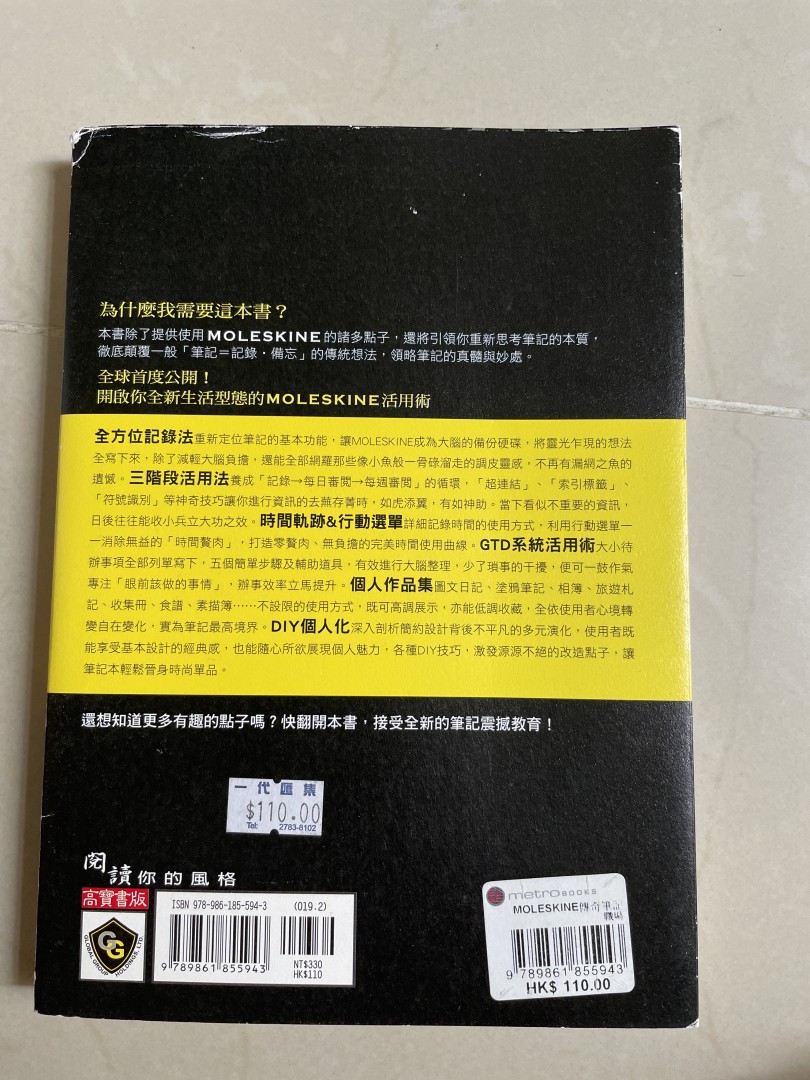 為什麼我需要這本書？
本書除了提供使用MOLESKINE的諸多點子，還將引領你重新思考筆記的本質，
徹底顛覆一般「筆記＝記錄・備忘」的傳統想法，領略筆記的真髓與妙處。
全球首度公開！
開啟你全新生活型態的MOLESKINE活用術
全方位記錄法重新定位筆記的基本功能，讓MOLESKINE成為大腦的備份硬碟，將靈光乍現的想法
全寫下來，除了減輕大腦負擔，還能全部網羅那些像小魚般一骨碌溜走的調皮靈感，不再有漏網之魚的
遺憾。三階段活用法養成「記錄→每日審閱→每週審閱」的循環，「超連結」、「索引標籤」、
「符號識別」等神奇技巧讓你進行資訊的去蕪存菁時，如虎添翼，有如神助。當下看似不重要的資訊，
日後往往能收小兵立大功之效。時間軌跡&行動選單詳細記錄時間的使用方式，利用行動選單一
一消除無益的「時間贅肉」，打造零贅肉、無負擔的完美時間使用曲線。GTD系統活用術大小待
辦事項全部列單寫下，五個簡單步驟及輔助道具，有效進行大腦整理，少了瑣事的干擾，便可一鼓作氣
專注「眼前該做的事情」，辦事效率立馬提升。個人作品集圖文日記、塗鴉筆記、相簿、旅遊札
記、收集冊、食譜、素描簿……不設限的使用方式，既可高調展示，亦能低調收藏，全依使用者心境轉
變自在變化，實為筆記最高境界。DIY個人化深入剖析簡約設計背後不平凡的多元演化，使用者既
能享受基本設計的經典感，也能隨心所欲展現個人魅力，各種DIY技巧，激發源源不絕的改造點子，讓
筆記本輕鬆晉身時尚單品。
還想知道更多有趣的點子嗎？快翻開本書，接受全新的筆記震撼教育！
一代匯集
$110.00
Tel: 2783-8102
閱讀你的風格
高寶書版
GG
GLOBAL GROUP HOLDINGS, LTD.
ISBN 978-986-185-594-3 (019.2)
9 789861 855943
NT$330
HK$110
metroBOOKS
MOLESKINE傳奇筆記
職場
9 789861 855943
HK$ 110.00